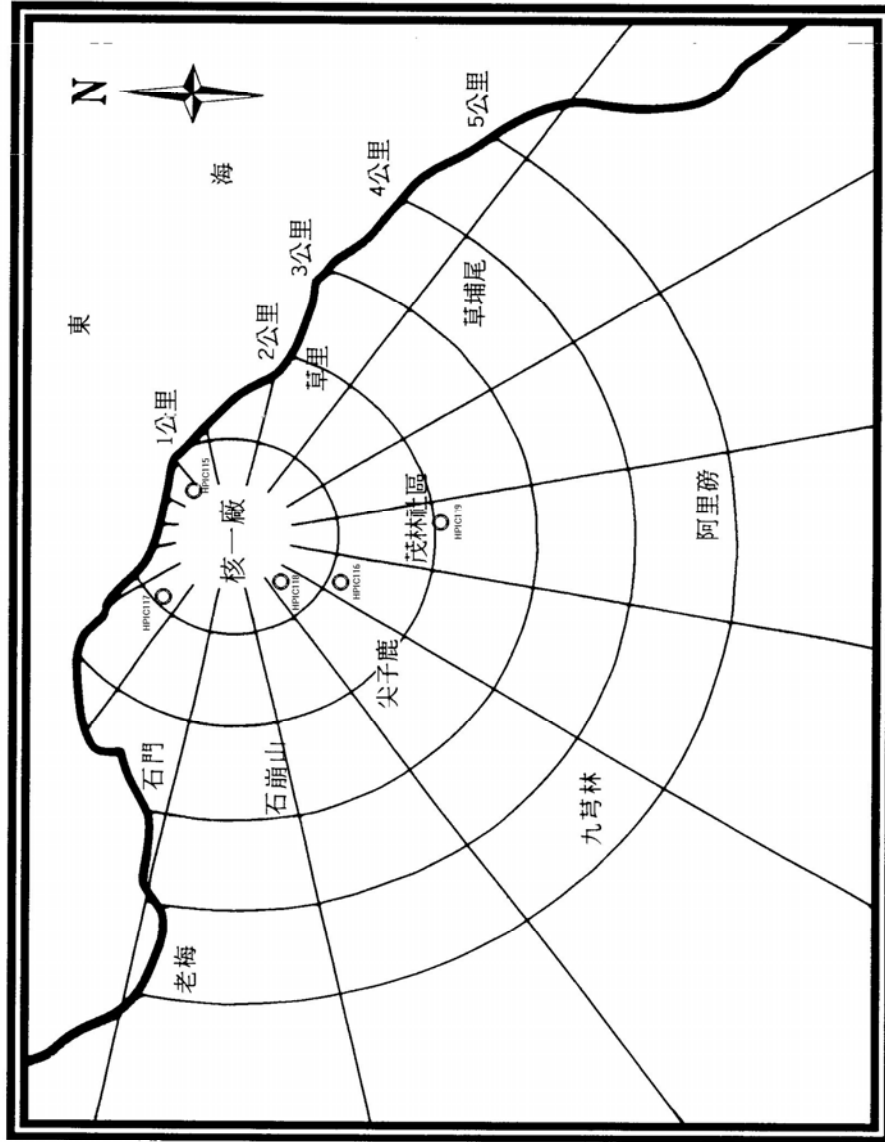 N
東
海
1公里
2公里
3公里
4公里
5公里
HPIC115
HPIC117
HPIC118
HPIC116
HPIC119
核一廠
草里
草埔尾
茂林社區
阿里磅
尖子鹿
石門
石崩山
九芎林
老梅